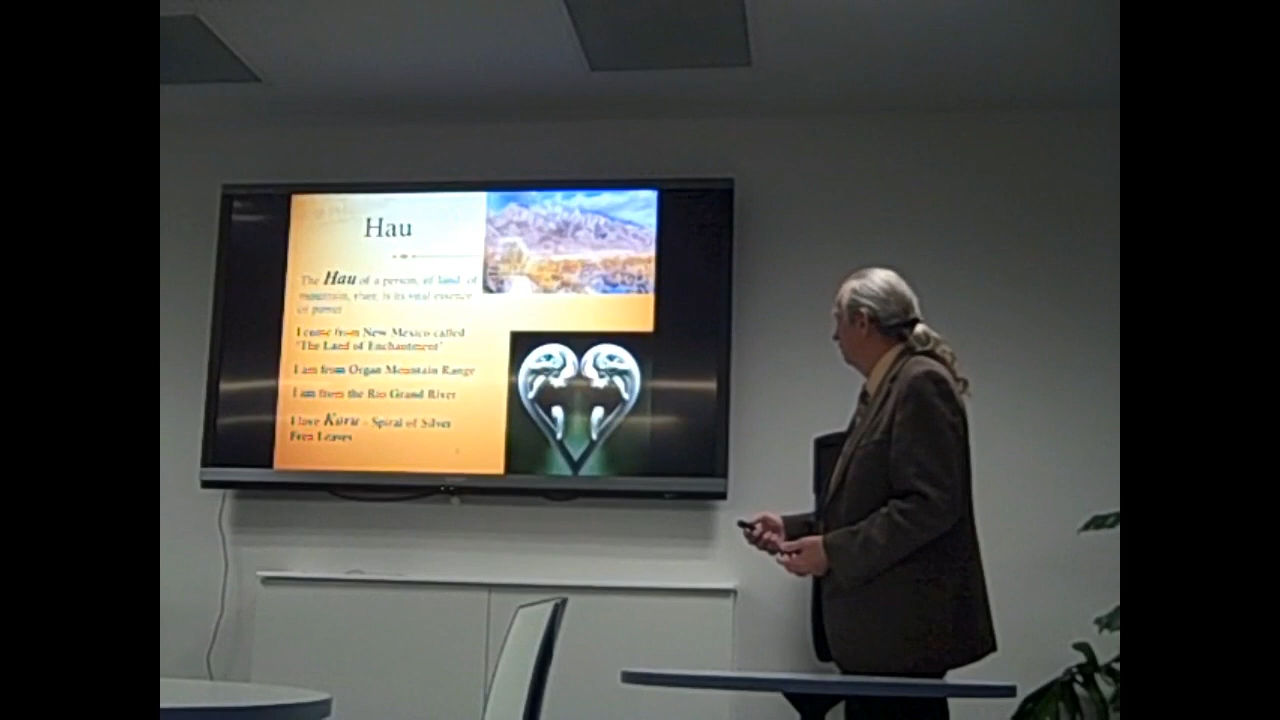 Hau
The Hau of a person, of land, of
mountain, river, is its vital essence
or power
I come from New Mexico called
'The Land of Enchantment'
I am from Organ Mountain Range
I am from the Rio Grand River
I love Koru - Spiral of Silver
Fern Leaves